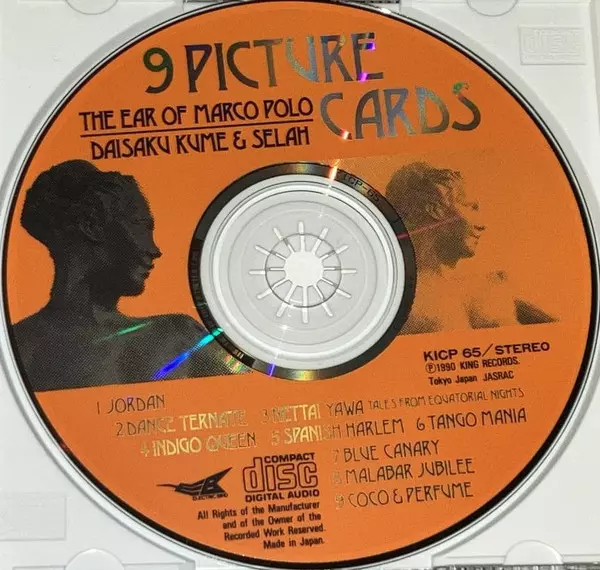 9 PICTURE
CARDS
THE EAR OF MARCO POLO
DAISAKU KUME & SELAH
KICP 65/STEREO
Ⓟ1990 KING RECORDS.
Tokyo Japan JASRAC
1 JORDAN
2 DANCE TERNATE 3 NETTAI YAWA TALES FROM EQUATORIAL NIGHTS
4 INDIGO QUEEN 5 SPANISH HARLEM 6 TANGO MANIA
7 BLUE CANARY
8 MALABAR JUBILEE
9 COCO & PERFUME
ELECTRIC BIRD
COMPACT
disc
DIGITAL AUDIO
All Rights of the Manufacturer
and of the Owner of the
Recorded Work Reserved.
Made in Japan.